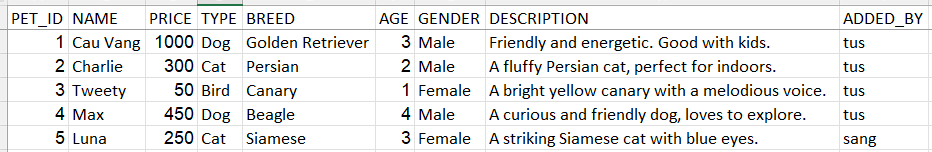 PET_ID NAME PRICE TYPE BREED AGE GENDER DESCRIPTION ADDED_BY
1 Cau Vang 1000 Dog Golden Retriever 3 Male Friendly and energetic. Good with kids. tus
2 Charlie 300 Cat Persian 2 Male A fluffy Persian cat, perfect for indoors. tus
3 Tweety 50 Bird Canary 1 Female A bright yellow canary with a melodious voice. tus
4 Max 450 Dog Beagle 4 Male A curious and friendly dog, loves to explore. tus
5 Luna 250 Cat Siamese 3 Female A striking Siamese cat with blue eyes. sang